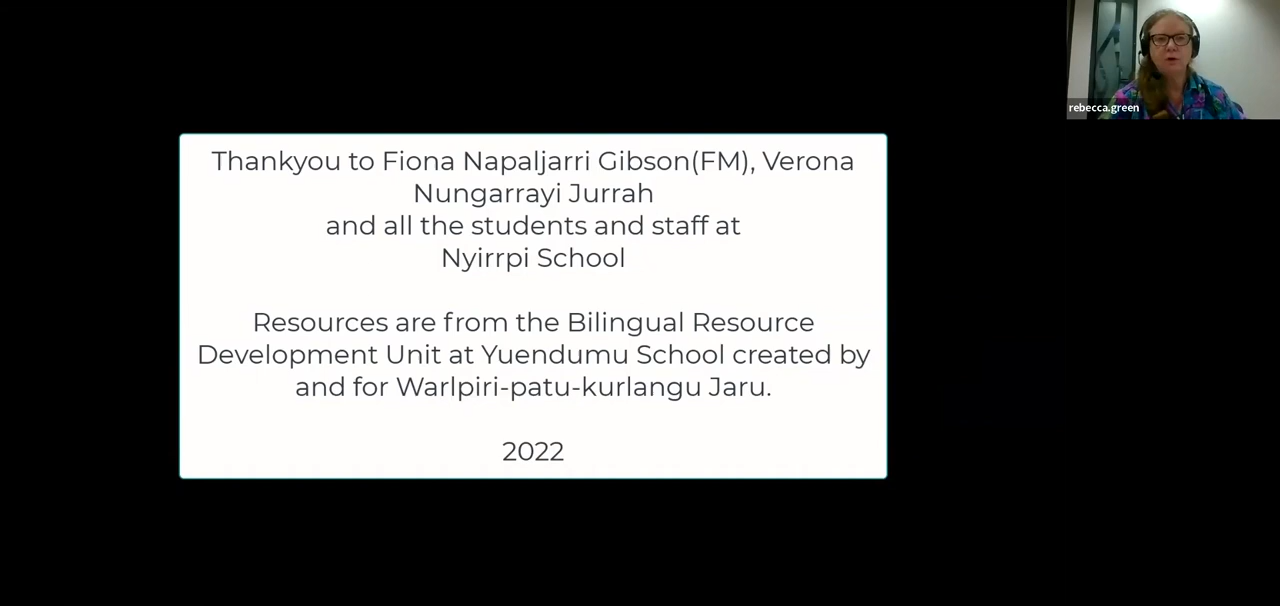 rebecca.green
Thankyou to Fiona Napaljarri Gibson(FM), Verona
Nungarrayi Jurrah
and all the students and staff at
Nyirrpi School
Resources are from the Bilingual Resource
Development Unit at Yuendumu School created by
and for Warlpiri-patu-kurlangu Jaru.
2022